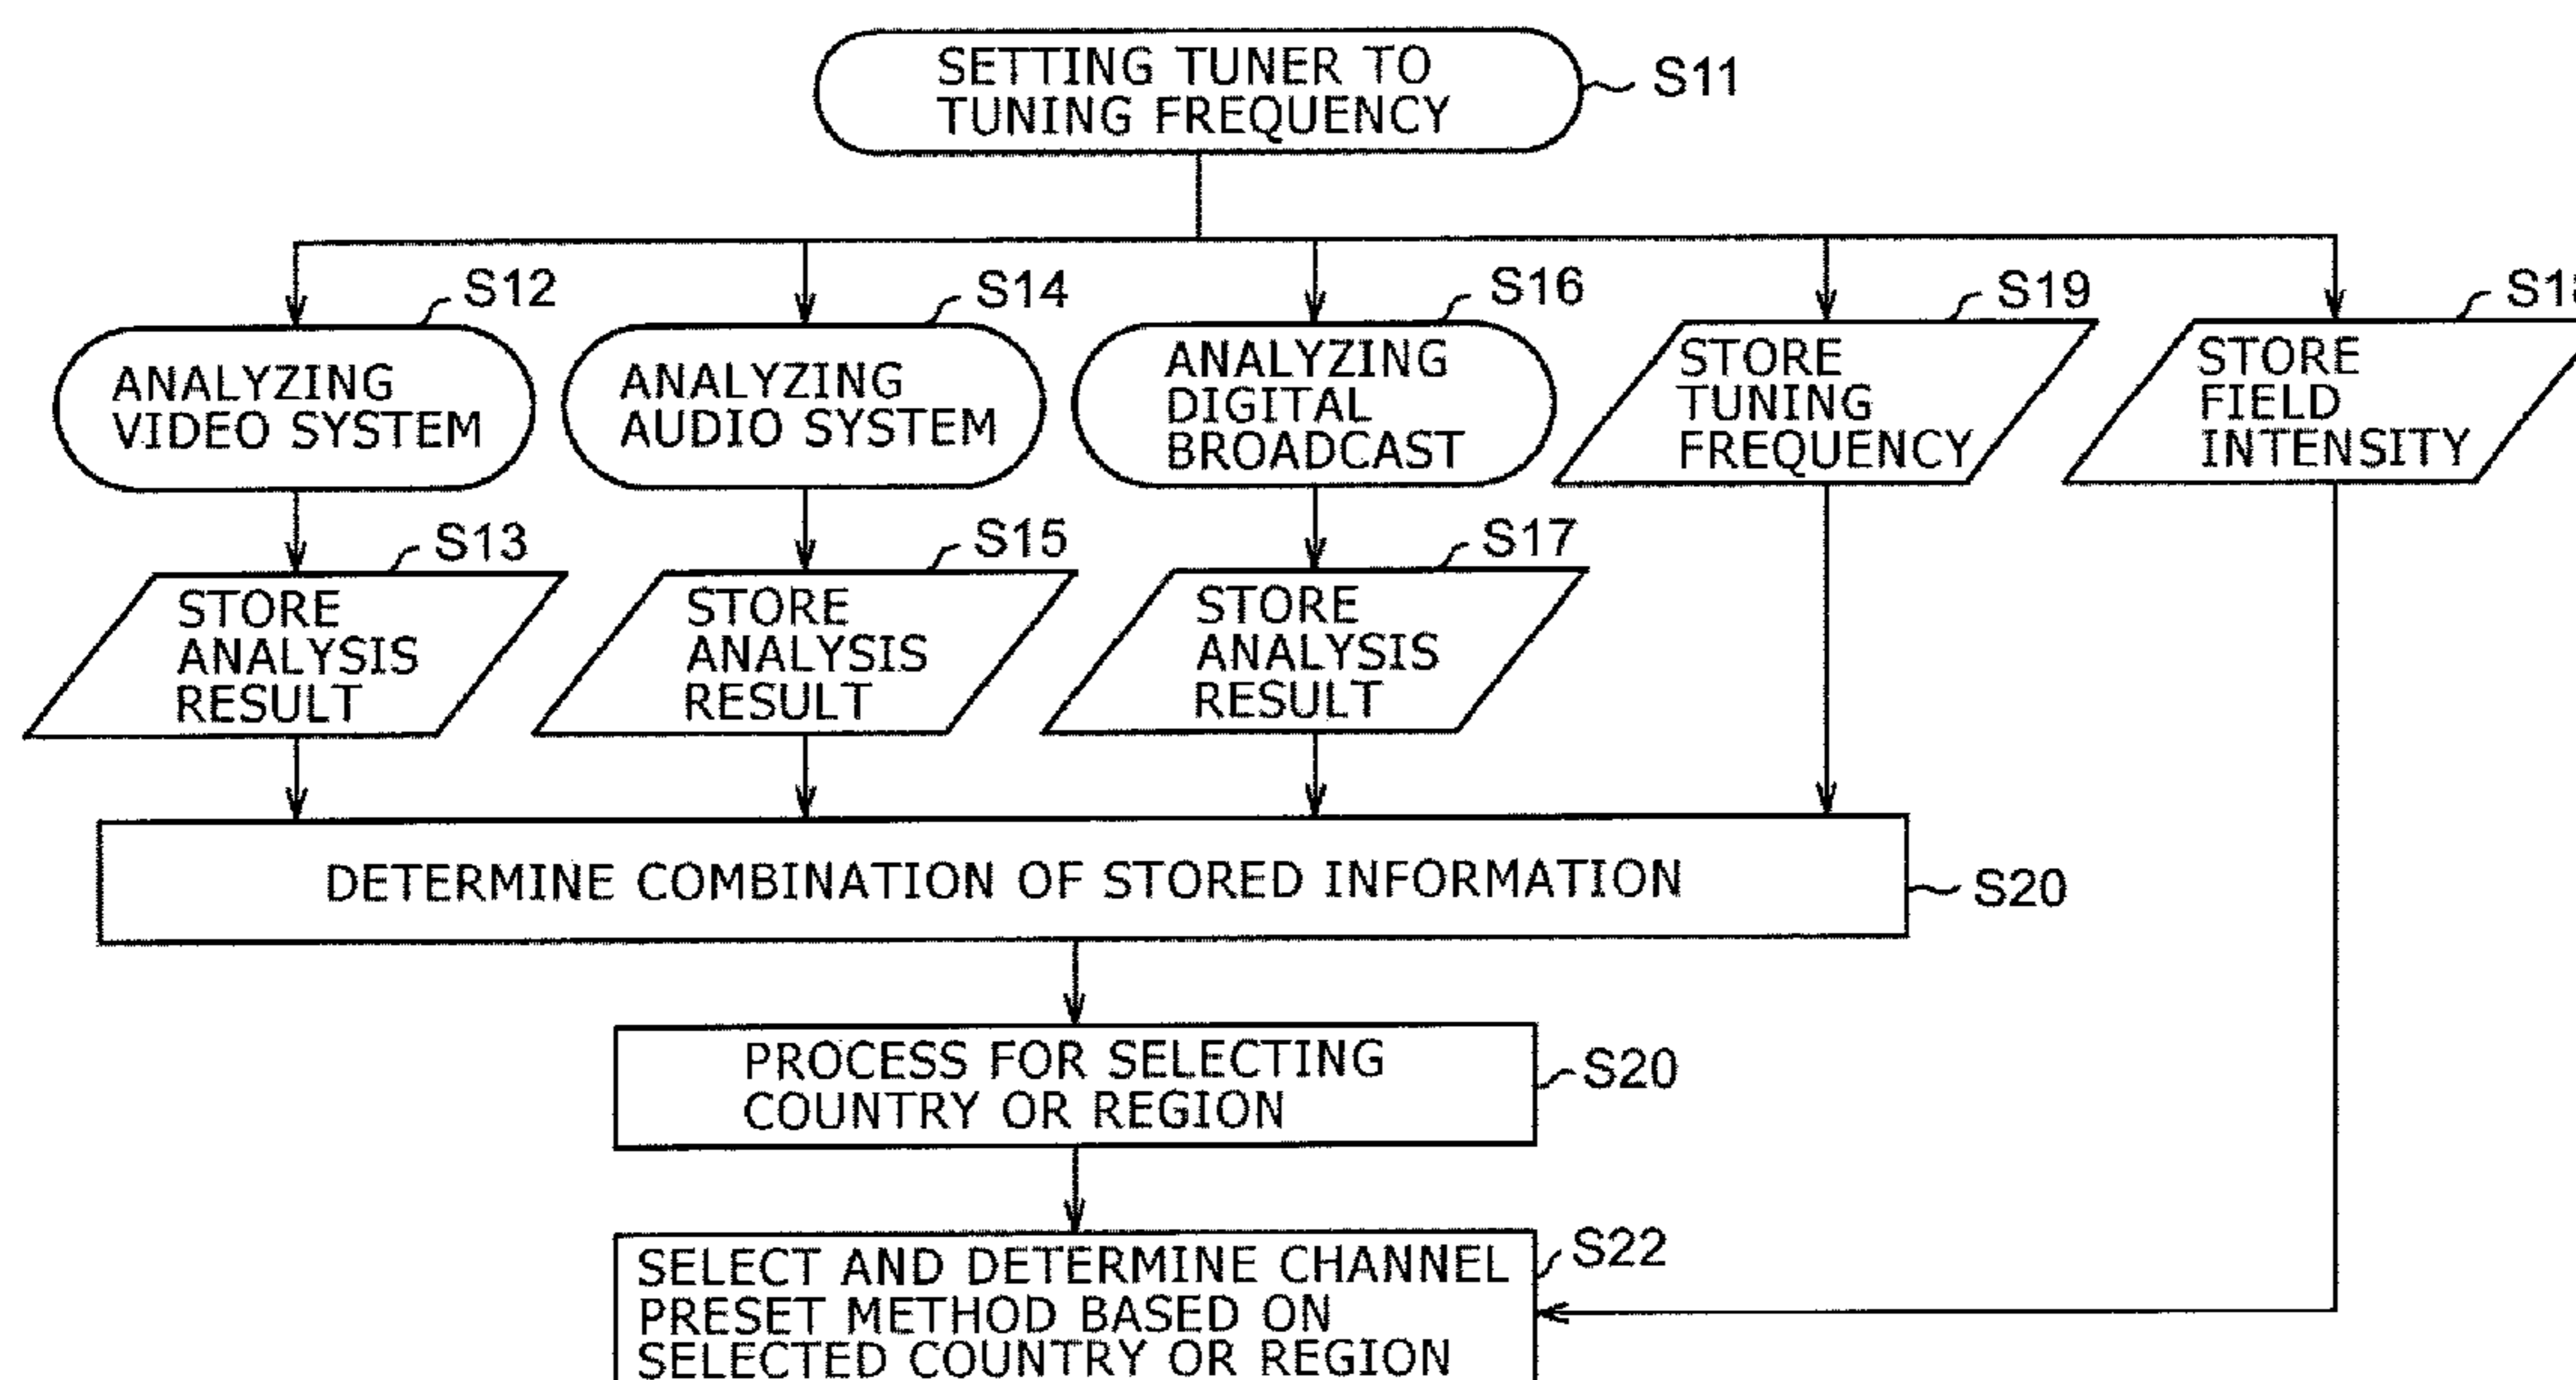 SETTING TUNER TO
TUNING FREQUENCY
S11
S12
ANALYZING
VIDEO SYSTEM
S14
ANALYZING
AUDIO SYSTEM
S16
ANALYZING
DIGITAL
BROADCAST
S19
STORE
TUNING
FREQUENCY
STORE
FIELD
INTENSITY
S13
STORE
ANALYSIS
RESULT
S15
STORE
ANALYSIS
RESULT
S17
STORE
ANALYSIS
RESULT
DETERMINE COMBINATION OF STORED INFORMATION
S20
PROCESS FOR SELECTING
COUNTRY OR REGION
S20
SELECT AND DETERMINE CHANNEL
PRESET METHOD BASED ON
SELECTED COUNTRY OR REGION
S22